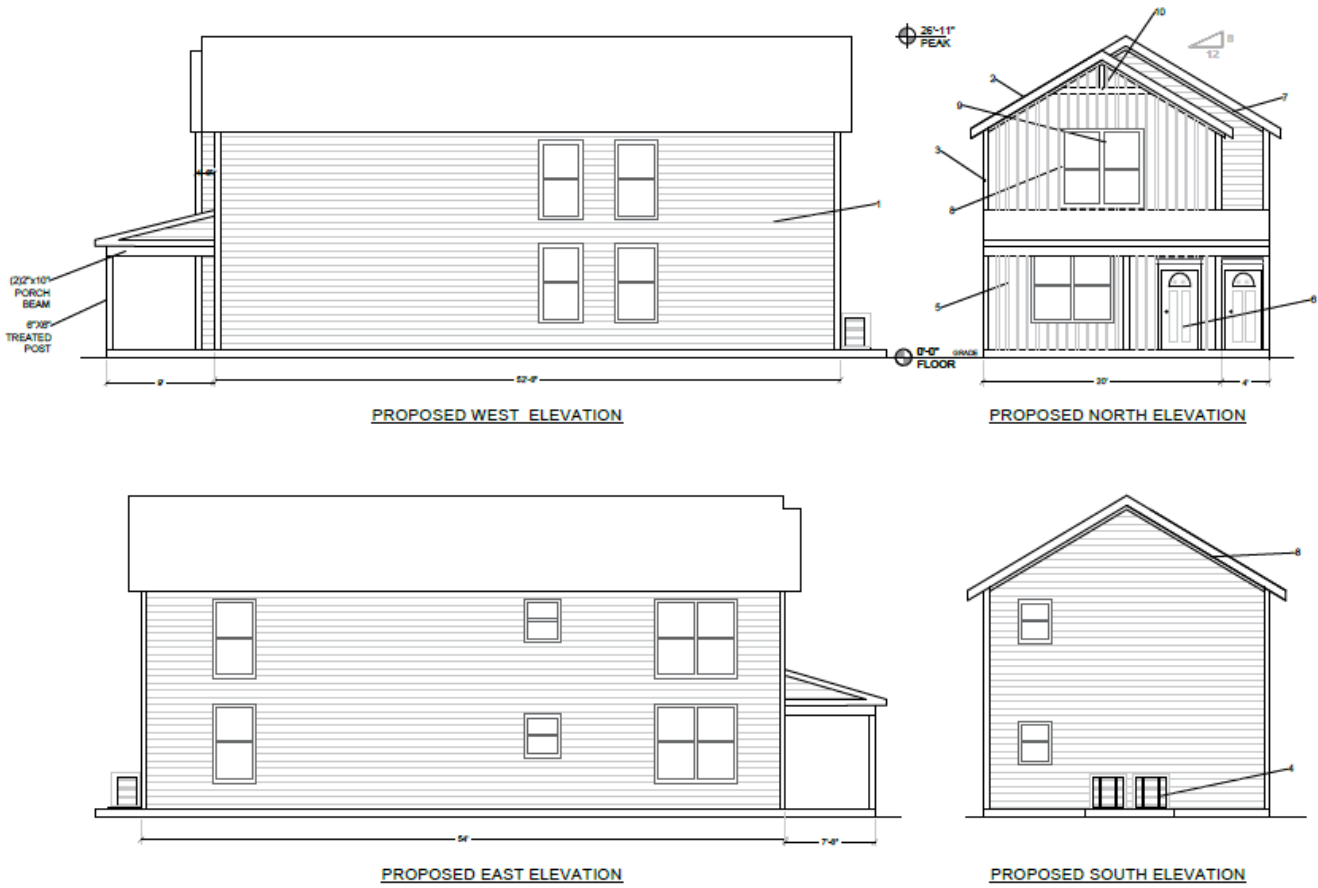 10
26'-11"
PEAK
8
12
2
7
9
3
1
(2)2"x10"
PORCH
BEAM
5
6
6"X6"
TREATED
POST
0'-0" GRADE
FLOOR
9'
20'
4'
PROPOSED WEST ELEVATION
PROPOSED NORTH ELEVATION
8
4
54'
PROPOSED EAST ELEVATION
PROPOSED SOUTH ELEVATION